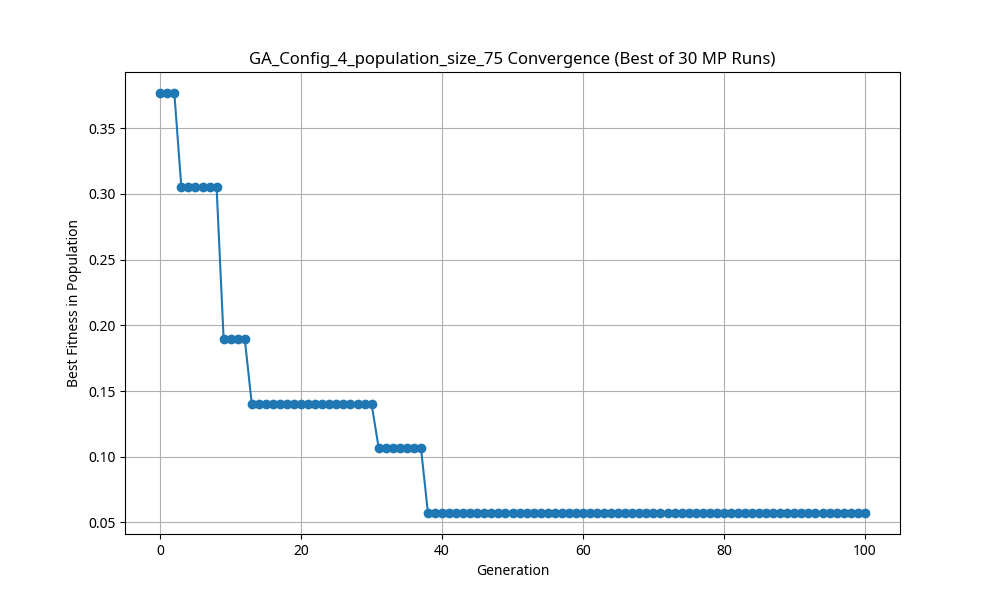 GA_Config_4_population_size_75 Convergence (Best of 30 MP Runs)
Best Fitness in Population
0.35
0.30
0.25
0.20
0.15
0.10
0.05
0 20 40 60 80 100
Generation